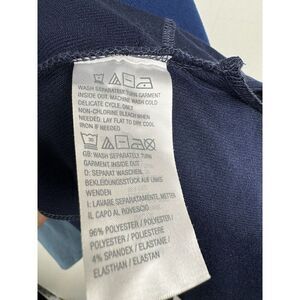 WASH SEPARATELY TURN GARMENT
INSIDE OUT. MACHINE WASH COLD
DELICATE CYCLE. ONLY
NON-CHLORINE BLEACH WHEN
NEEDED. LAY FLAT TO DRY. COOL
IRON IF NEEDED
GB: WASH SEPARATELY. TURN
GARMENT INSIDE OUT.
D: SEPARAT WASCHEN.
BEKLEIDUNGSSTÜCK AUF LINKS
WENDEN
I: LAVARE SEPARATAMENTE. METTERE
IL CAPO AL ROVESCIO
96% POLYESTER / POLYESTER /
POLYESTER / POLIESTERE
4% SPANDEX / ELASTANE /
ELASTHAN / ELASTAN